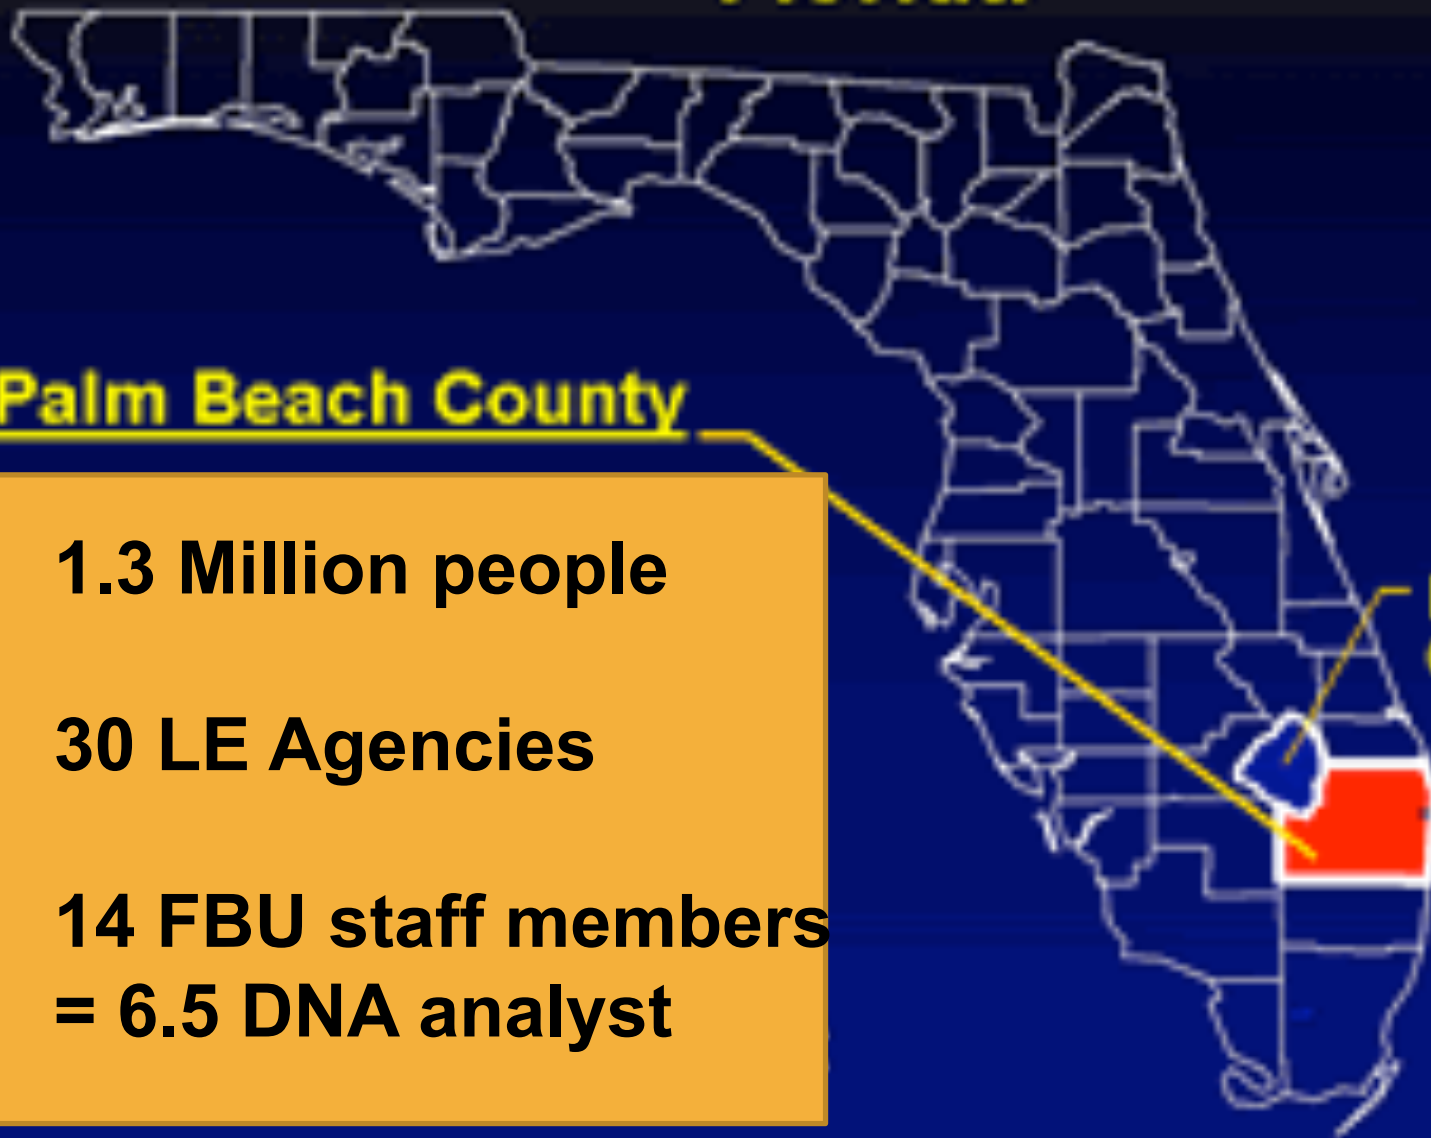 Palm Beach County
1.3 Million people
30 LE Agencies
14 FBU staff members
= 6.5 DNA analyst